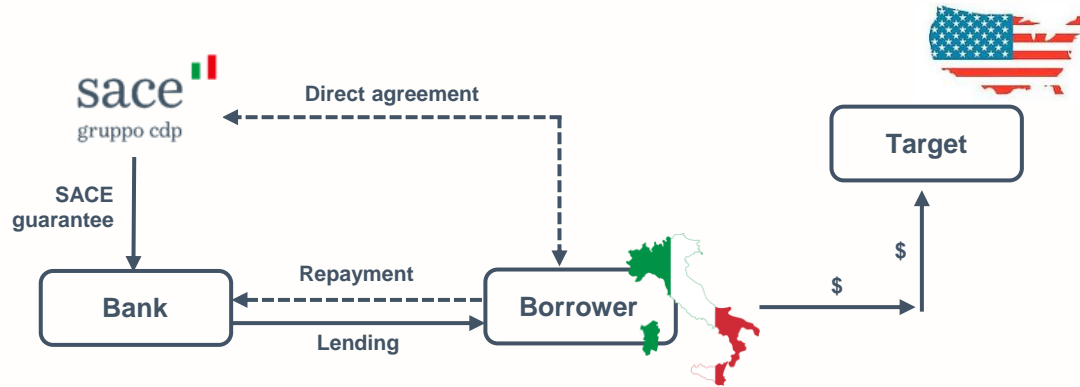 sace
gruppo cdp
Direct agreement
Target
SACE
guarantee
$
$
Repayment
Bank
Borrower
Lending